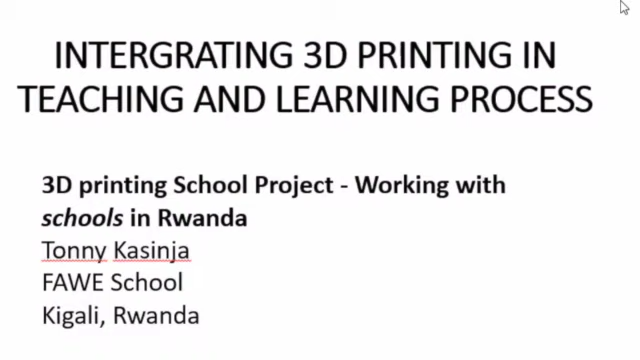 INTERGRATING 3D PRINTING IN
TEACHING AND LEARNING PROCESS
3D printing School Project - Working with
schools in Rwanda
Tonny Kasinja
FAWE School
Kigali, Rwanda